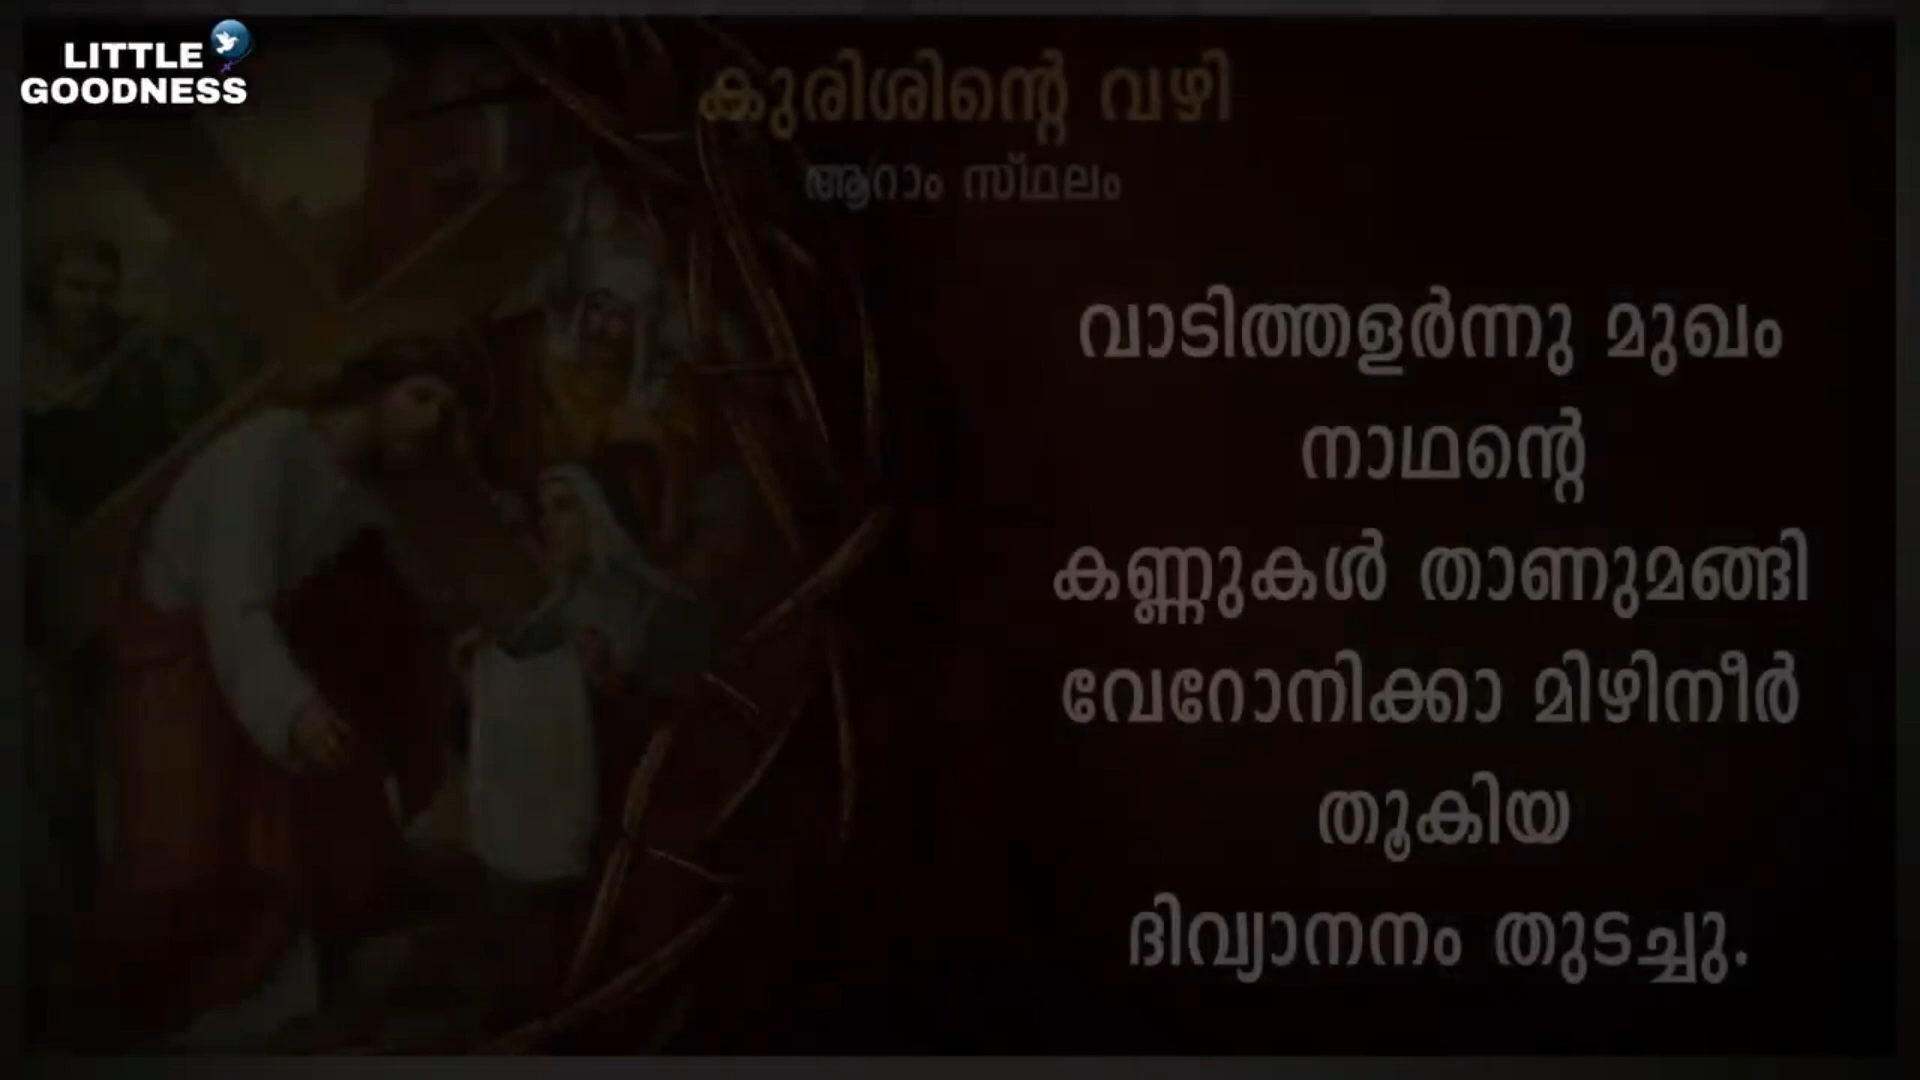 LITTLE
GOODNESS
കുരിശിന്റെ വഴി
ആറാം സ്ഥലം
വാടിത്തളർന്നു മുഖം
നാഥന്റെ
കണ്ണുകൾ താണുമങ്ങി
വേറോനിക്കാ മിഴിനീർ
തൂകിയ
ദിവ്യാനനം തുടച്ചു.